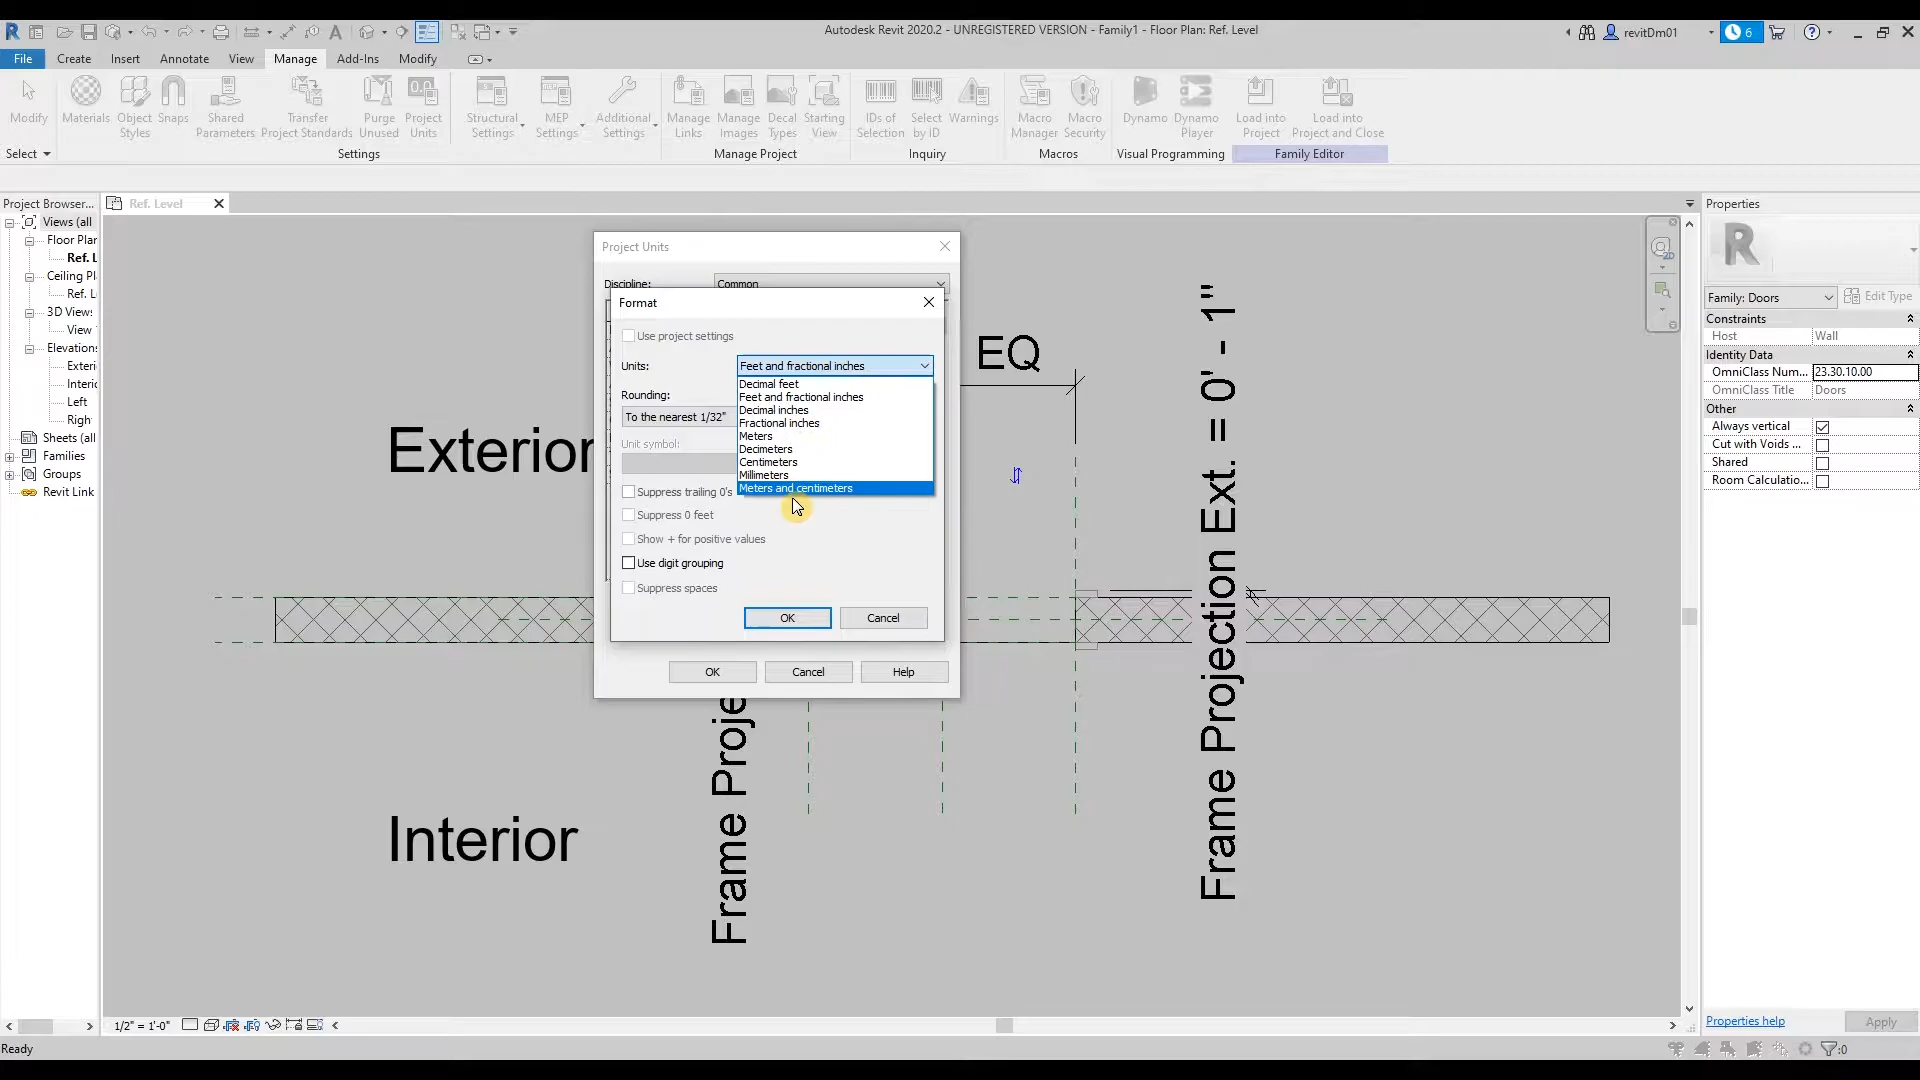 Autodesk Revit 2020.2 - UNREGISTERED VERSION - Family1 - Floor Plan: Ref. Level
revitDm01
6
File Create Insert Annotate View Manage Add-Ins Modify
Modify
Materials
Object Styles
Snaps
Shared Parameters
Transfer Project Standards
Purge Unused
Project Units
Structural Settings
MEP Settings
Additional Settings
Manage Links
Manage Images
Decal Types
Starting View
IDs of Selection
Select by ID
Warnings
Macro Manager
Macro Security
Dynamo
Dynamo Player
Load into Project
Load into Project and Close
Select
Settings
Manage Project
Inquiry
Macros
Visual Programming
Family Editor
Project Browser...
Views (all
Floor Plan
Ref. L
Ceiling Pl
Ref. L
3D Views
View
Elevations
Exterio
Interio
Left
Righ
Sheets (all
Families
Groups
Revit Link
Ref. Level
Project Units
Discipline: Common
Format
Use project settings
Units: Feet and fractional inches
Decimal feet
Feet and fractional inches
Decimal inches
Fractional inches
Meters
Decimeters
Centimeters
Millimeters
Meters and centimeters
Rounding:
To the nearest 1/32"
Unit symbol:
Suppress trailing 0's
Suppress 0 feet
Show + for positive values
Use digit grouping
Suppress spaces
OK Cancel
OK Cancel Help
Exterior
Interior
EQ
Frame Proje
Frame Projection Ext. = 0' - 1"
2D
Properties
R
Family: Doors
Edit Type
Constraints
Host Wall
Identity Data
OmniClass Num... 23.30.10.00
OmniClass Title Doors
Other
Always vertical
Cut with Voids ...
Shared
Room Calculatio...
Properties help
Apply
1/2" = 1'-0"
Ready
:0